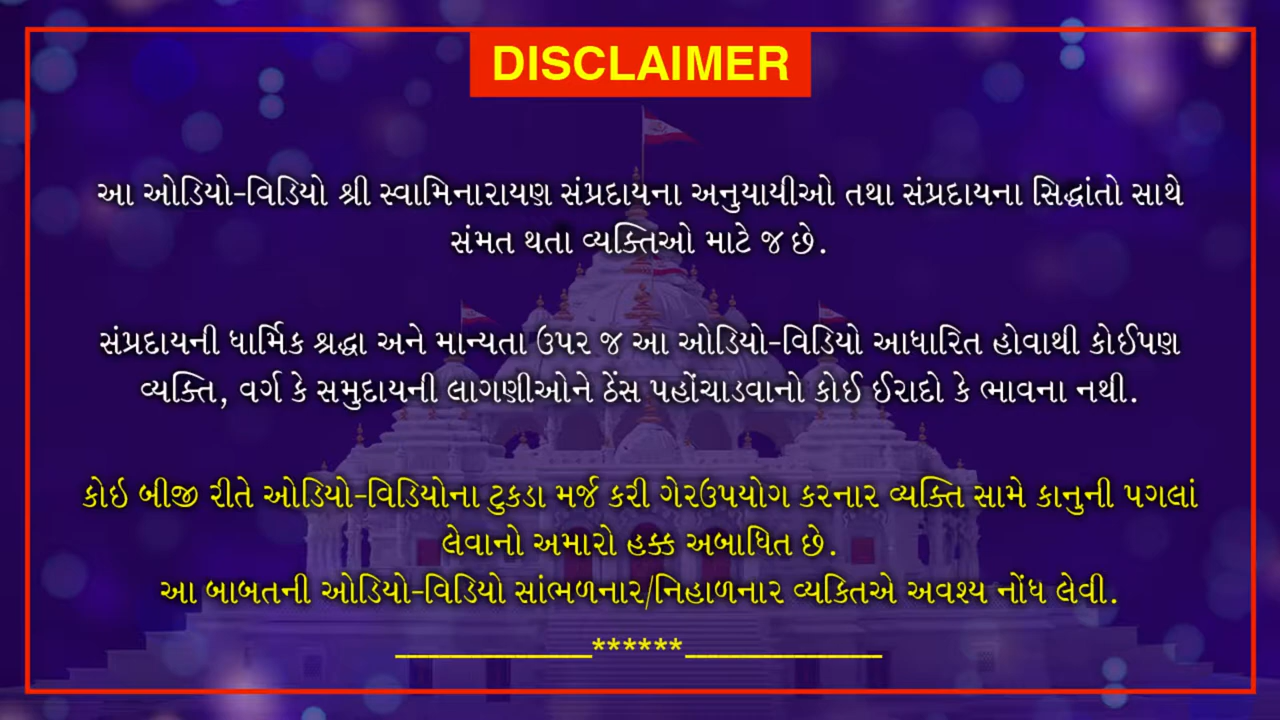 DISCLAIMER
આ ઓડિયો-વિડિયો શ્રી સ્વામિનારાયણ સંપ્રદાયના અનુયાયીઓ તથા સંપ્રદાયના સિદ્ધાંતો સાથે
સંમત થતા વ્યક્તિઓ માટે જ છે.
સંપ્રદાયની ધાર્મિક શ્રદ્ધા અને માન્યતા ઉપર જ આ ઓડિયો-વિડિયો આધારિત હોવાથી કોઈપણ
વ્યક્તિ, વર્ગ કે સમુદાયની લાગણીઓને ઠેંસ પહોંચાડવાનો કોઈ ઈરાદો કે ભાવના નથી.
કોઇ બીજી રીતે ઓડિયો-વિડિયોના ટુકડા મર્જ કરી ગેરઉપયોગ કરનાર વ્યક્તિ સામે કાનુની પગલાં
લેવાનો અમારો હક્ક અબાધિત છે.
આ બાબતની ઓડિયો-વિડિયો સાંભળનાર/નિહાળનાર વ્યકિતએ અવશ્ય નોંધ લેવી.
______________******______________